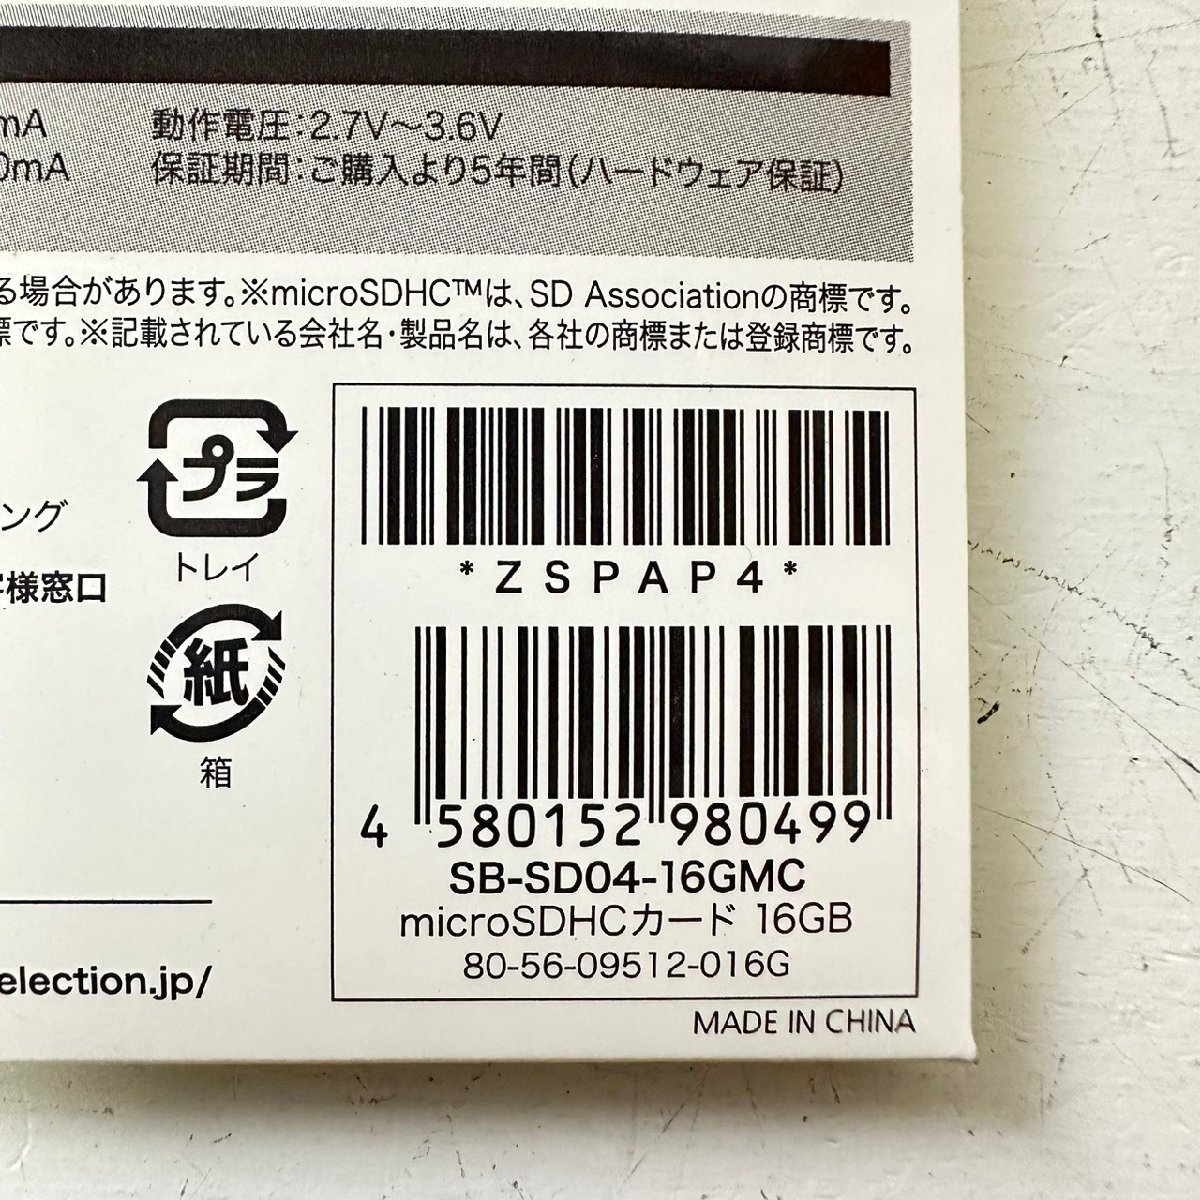 mA 動作電圧:2.7V～3.6V
0mA 保証期間:ご購入より5年間(ハードウェア保証)
る場合があります。※microSDHC™は、SD Associationの商標です。
標です。※記載されている会社名・製品名は、各社の商標または登録商標です。
プラ
トレイ
ング
様窓口
紙
箱
*ZSPAP4*
4 580152 980499
SB-SD04-16GMC
microSDHCカード 16GB
80-56-09512-016G
election.jp/
MADE IN CHINA